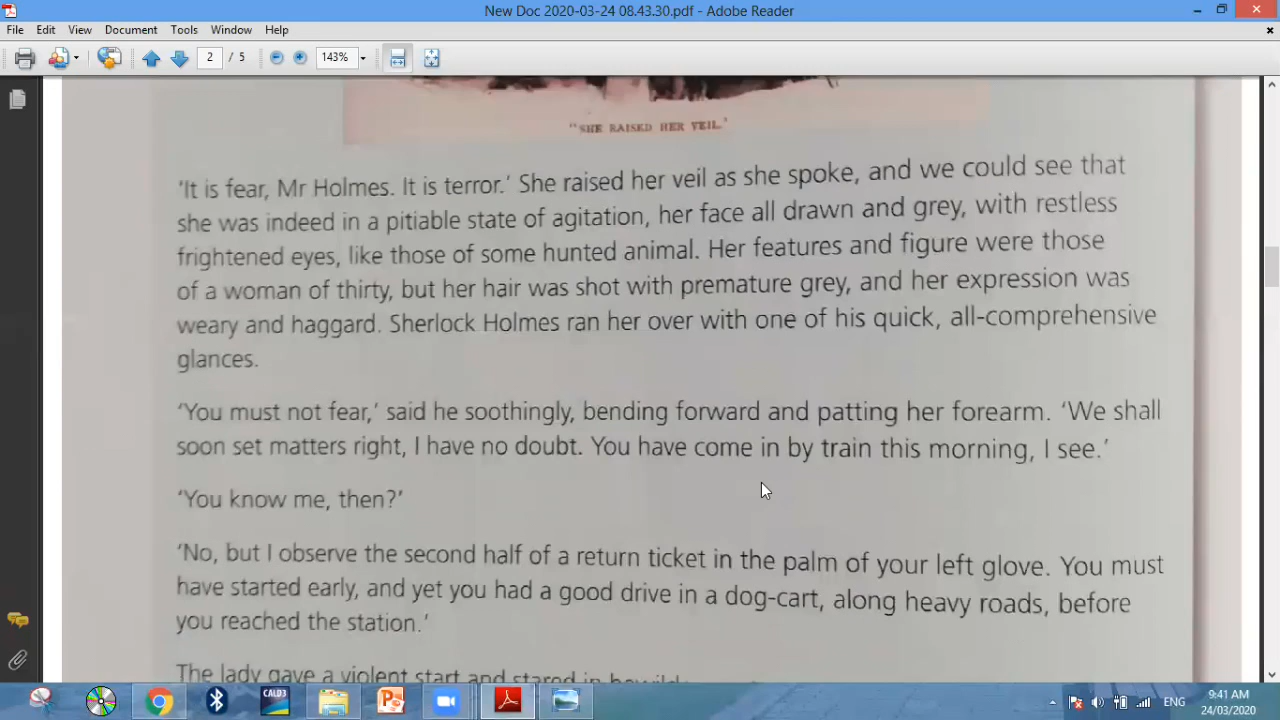 New Doc 2020-03-24 08.43.30.pdf - Adobe Reader
File Edit View Document Tools Window Help
2 / 5 143%
"SHE RAISED HER VEIL."
'It is fear, Mr Holmes. It is terror.' She raised her veil as she spoke, and we could see that
she was indeed in a pitiable state of agitation, her face all drawn and grey, with restless
frightened eyes, like those of some hunted animal. Her features and figure were those
of a woman of thirty, but her hair was shot with premature grey, and her expression was
weary and haggard. Sherlock Holmes ran her over with one of his quick, all-comprehensive
glances.
'You must not fear,' said he soothingly, bending forward and patting her forearm. 'We shall
soon set matters right, I have no doubt. You have come in by train this morning, I see.'
'You know me, then?'
'No, but I observe the second half of a return ticket in the palm of your left glove. You must
have started early, and yet you had a good drive in a dog-cart, along heavy roads, before
you reached the station.'
The lady gave a violent start and stared in
CALD3
ENG
9:41 AM
24/03/2020